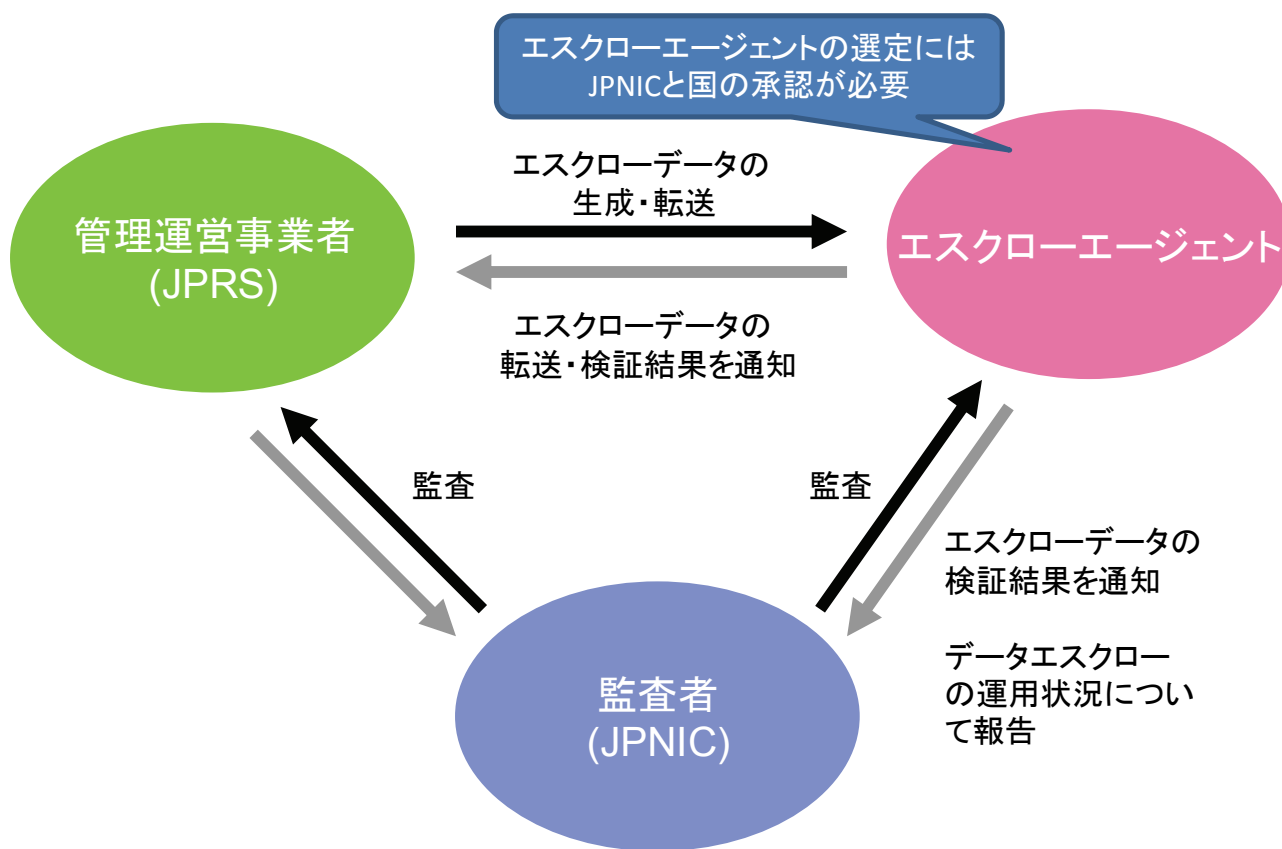 エスクローエージェントの選定には
JPNICと国の承認が必要
エスクローデータの
生成・転送
管理運営事業者
(JPRS)
エスクローエージェント
エスクローデータの
転送・検証結果を通知
監査
監査
エスクローデータの
検証結果を通知
データエスクロー
の運用状況につい
て報告
監査者
(JPNIC)